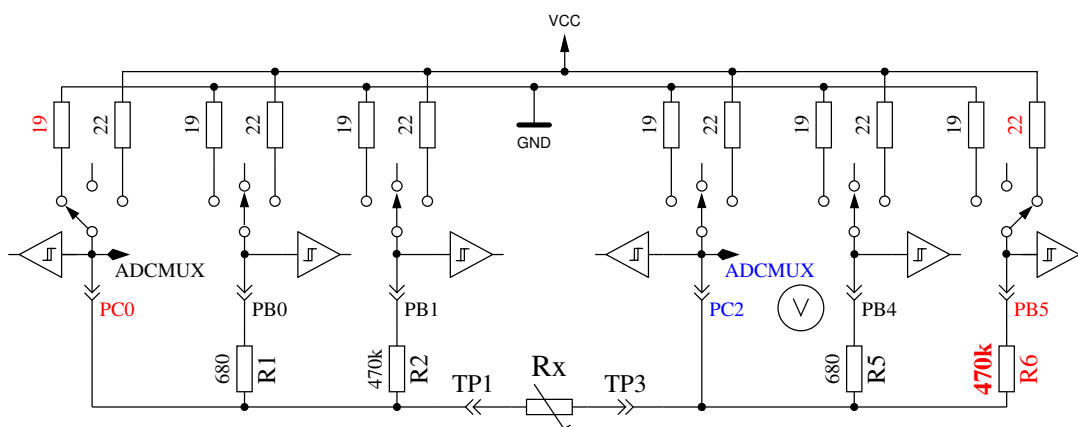 VCC
19
22
19
22
19
22
GND
19
22
19
22
19
22
ADCMUX
ADCMUX
PC0
PB0
PB1
PC2
V
PB4
PB5
680
R1
470k
R2
TP1
Rx
TP3
680
R5
470k
R6